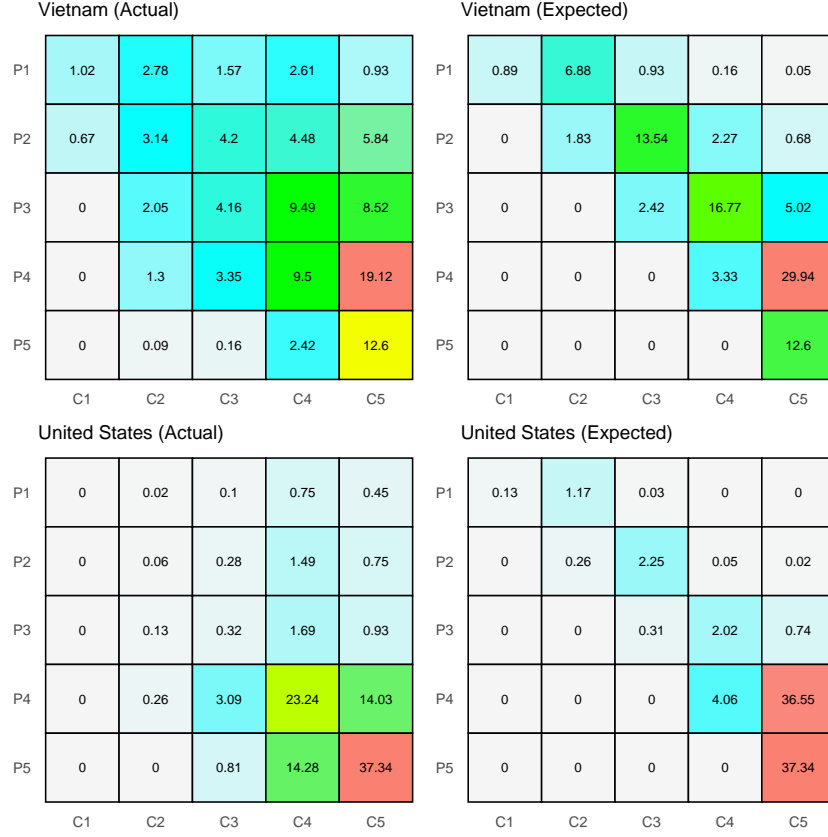 Vietnam (Actual)
P1 1.02 2.78 1.57 2.61 0.93
P2 0.67 3.14 4.2 4.48 5.84
P3 0 2.05 4.16 9.49 8.52
P4 0 1.3 3.35 9.5 19.12
P5 0 0.09 0.16 2.42 12.6
C1 C2 C3 C4 C5
Vietnam (Expected)
P1 0.89 6.88 0.93 0.16 0.05
P2 0 1.83 13.54 2.27 0.68
P3 0 0 2.42 16.77 5.02
P4 0 0 0 3.33 29.94
P5 0 0 0 0 12.6
C1 C2 C3 C4 C5
United States (Actual)
P1 0 0.02 0.1 0.75 0.45
P2 0 0.06 0.28 1.49 0.75
P3 0 0.13 0.32 1.69 0.93
P4 0 0.26 3.09 23.24 14.03
P5 0 0 0.81 14.28 37.34
C1 C2 C3 C4 C5
United States (Expected)
P1 0.13 1.17 0.03 0 0
P2 0 0.26 2.25 0.05 0.02
P3 0 0 0.31 2.02 0.74
P4 0 0 0 4.06 36.55
P5 0 0 0 0 37.34
C1 C2 C3 C4 C5